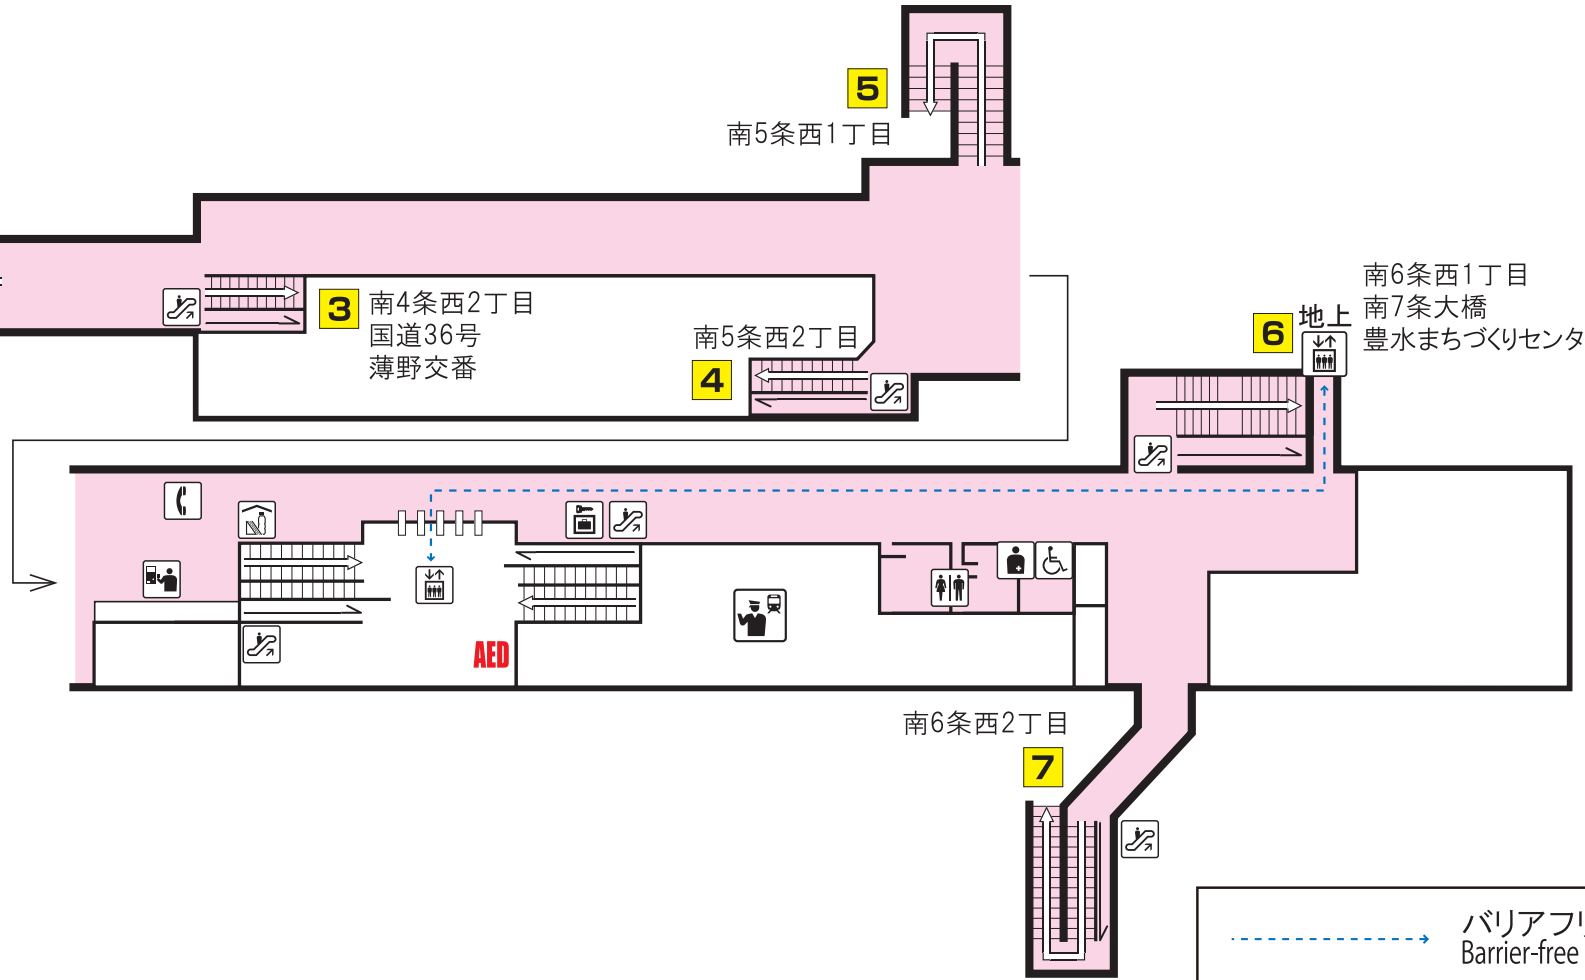 5
南5条西1丁目
3
南4条西2丁目
国道36号
薄野交番
南5条西2丁目
4
6
地上
南6条西1丁目
南7条大橋
豊水まちづくりセンタ
AED
南6条西2丁目
7
バリアフリ
Barrier-free